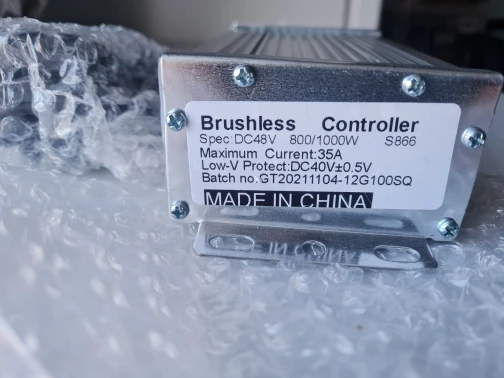 Brushless Controller
Spec:DC48V 800/1000W S866
Maximum Current:35A
Low-V Protect:DC40V±0.5V
Batch no.GT20211104-12G100SQ
MADE IN CHINA